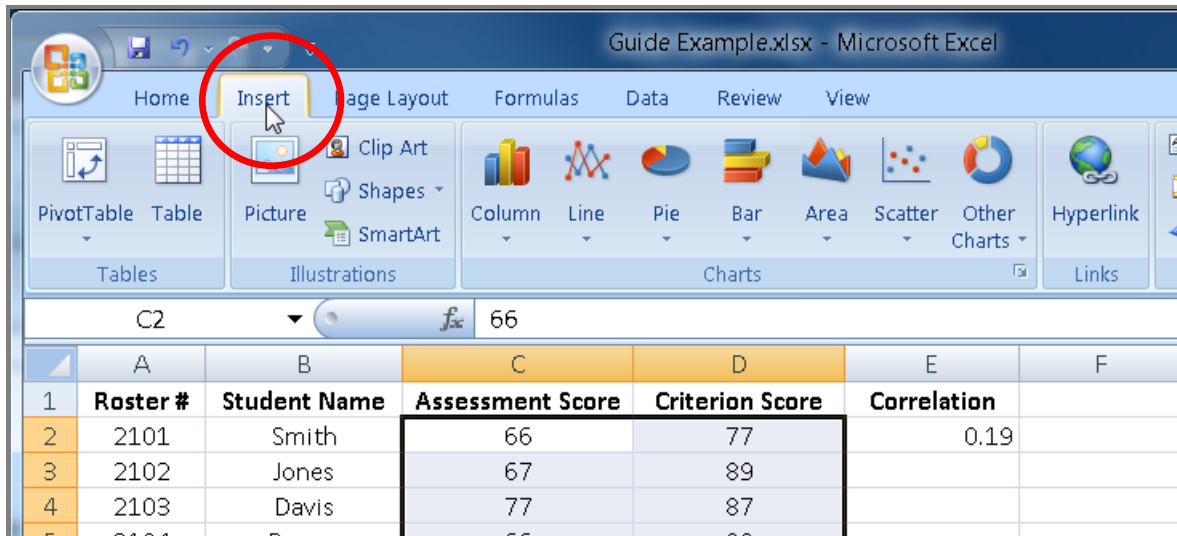 Guide Example.xlsx - Microsoft Excel
Home Insert Page Layout Formulas Data Review View
Clip Art
Shapes
PivotTable Table Picture SmartArt Column Line Pie Bar Area Scatter Other Charts Hyperlink
Tables Illustrations Charts Links
C2 fx 66
A B C D E F
1 Roster # Student Name Assessment Score Criterion Score Correlation
2 2101 Smith 66 77 0.19
3 2102 Jones 67 89
4 2103 Davis 77 87